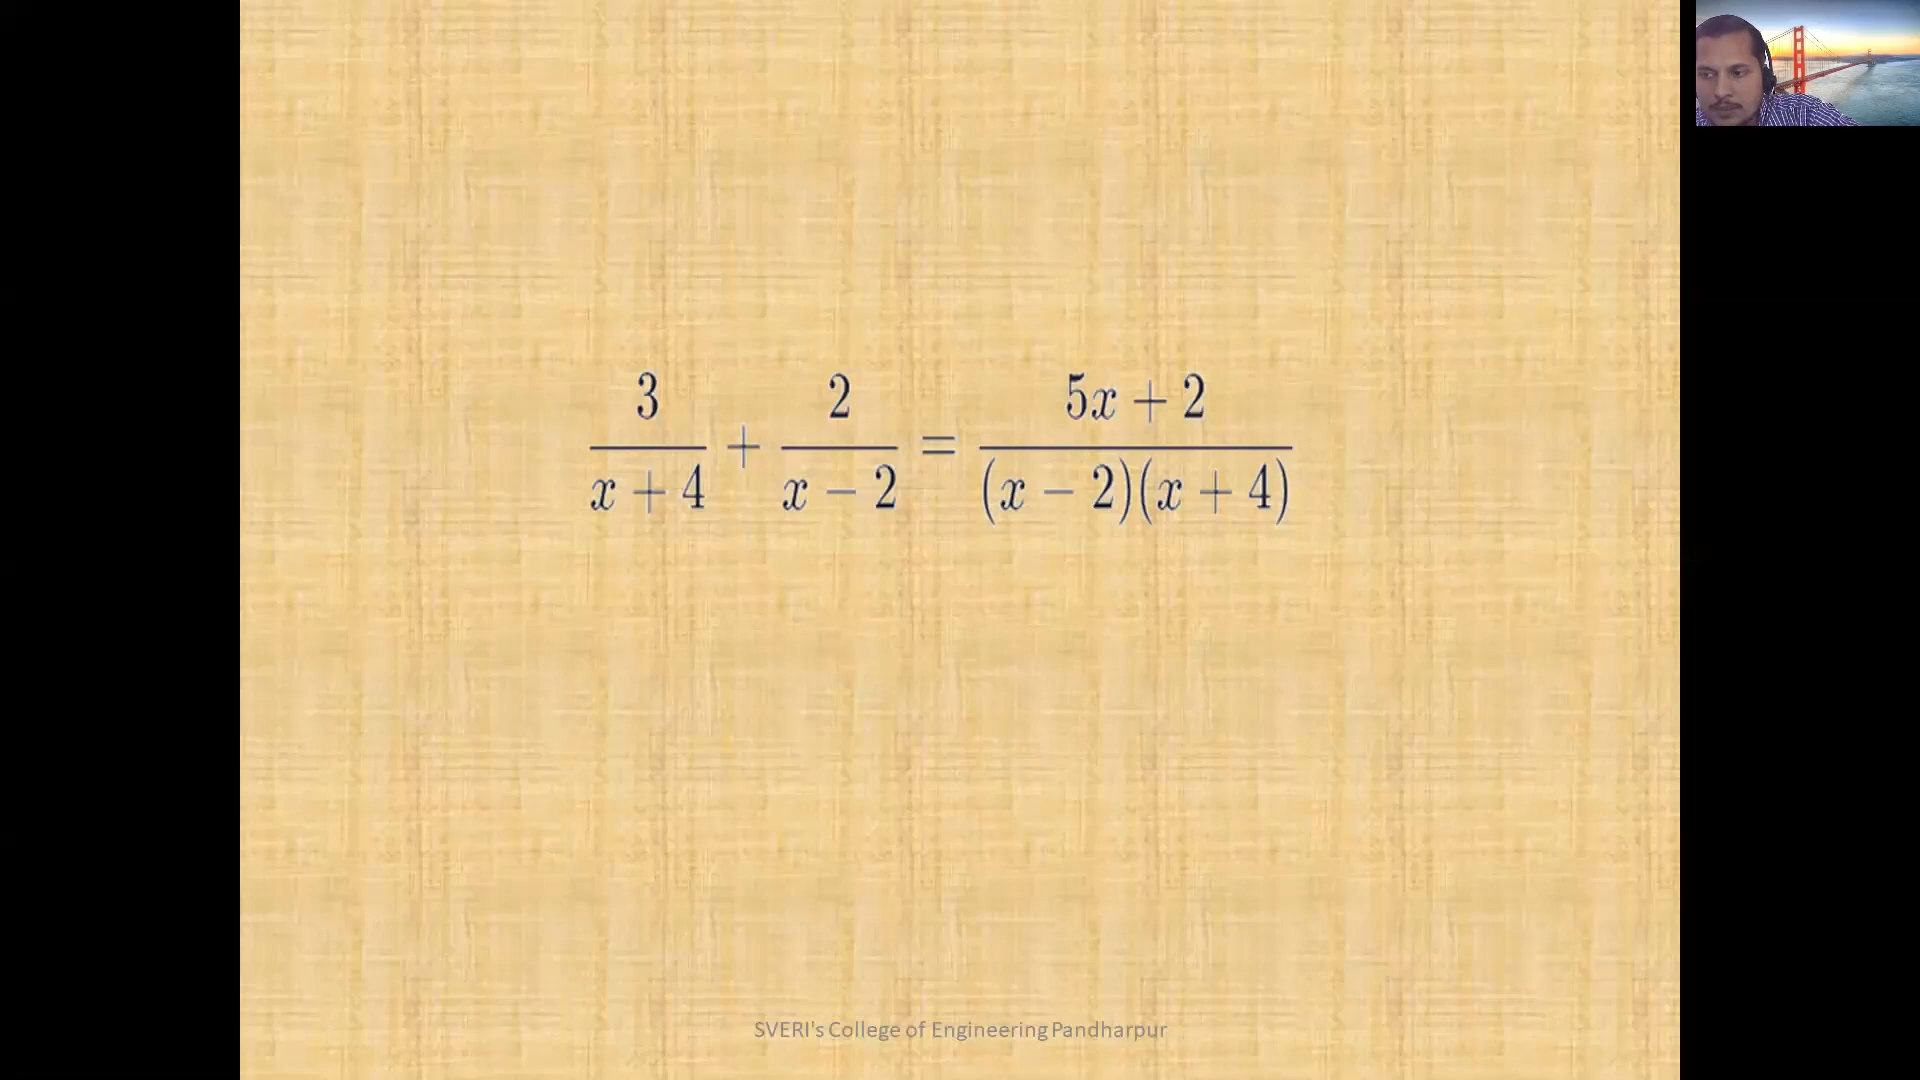 3/(x + 4) + 2/(x − 2) = (5x + 2)/((x − 2)(x + 4))
SVERI's College of Engineering Pandharpur